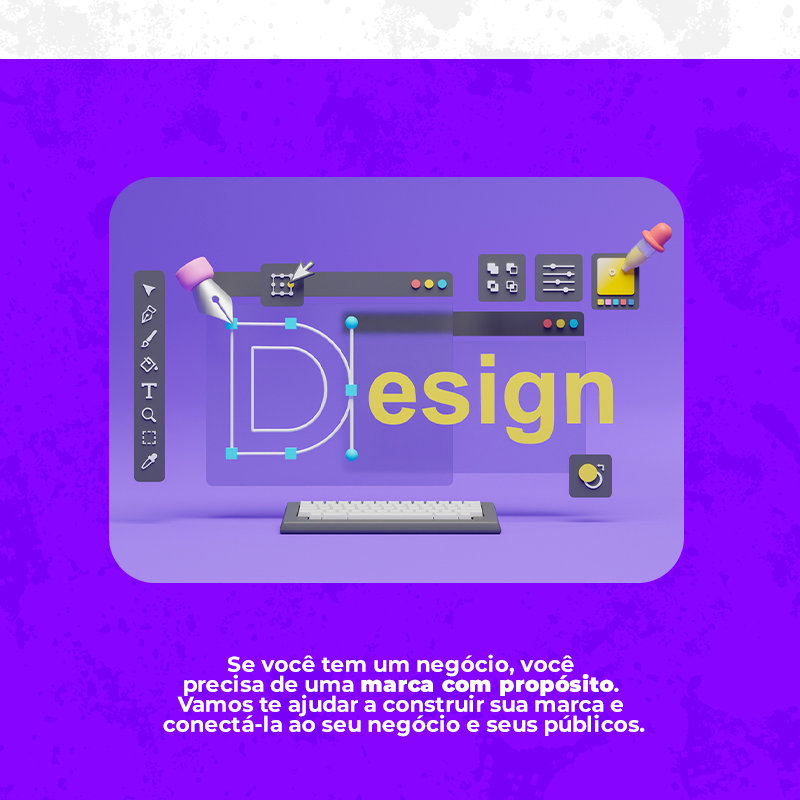 Design
Se você tem um negócio, você
precisa de uma marca com propósito.
Vamos te ajudar a construir sua marca e
conectá-la ao seu negócio e seus públicos.